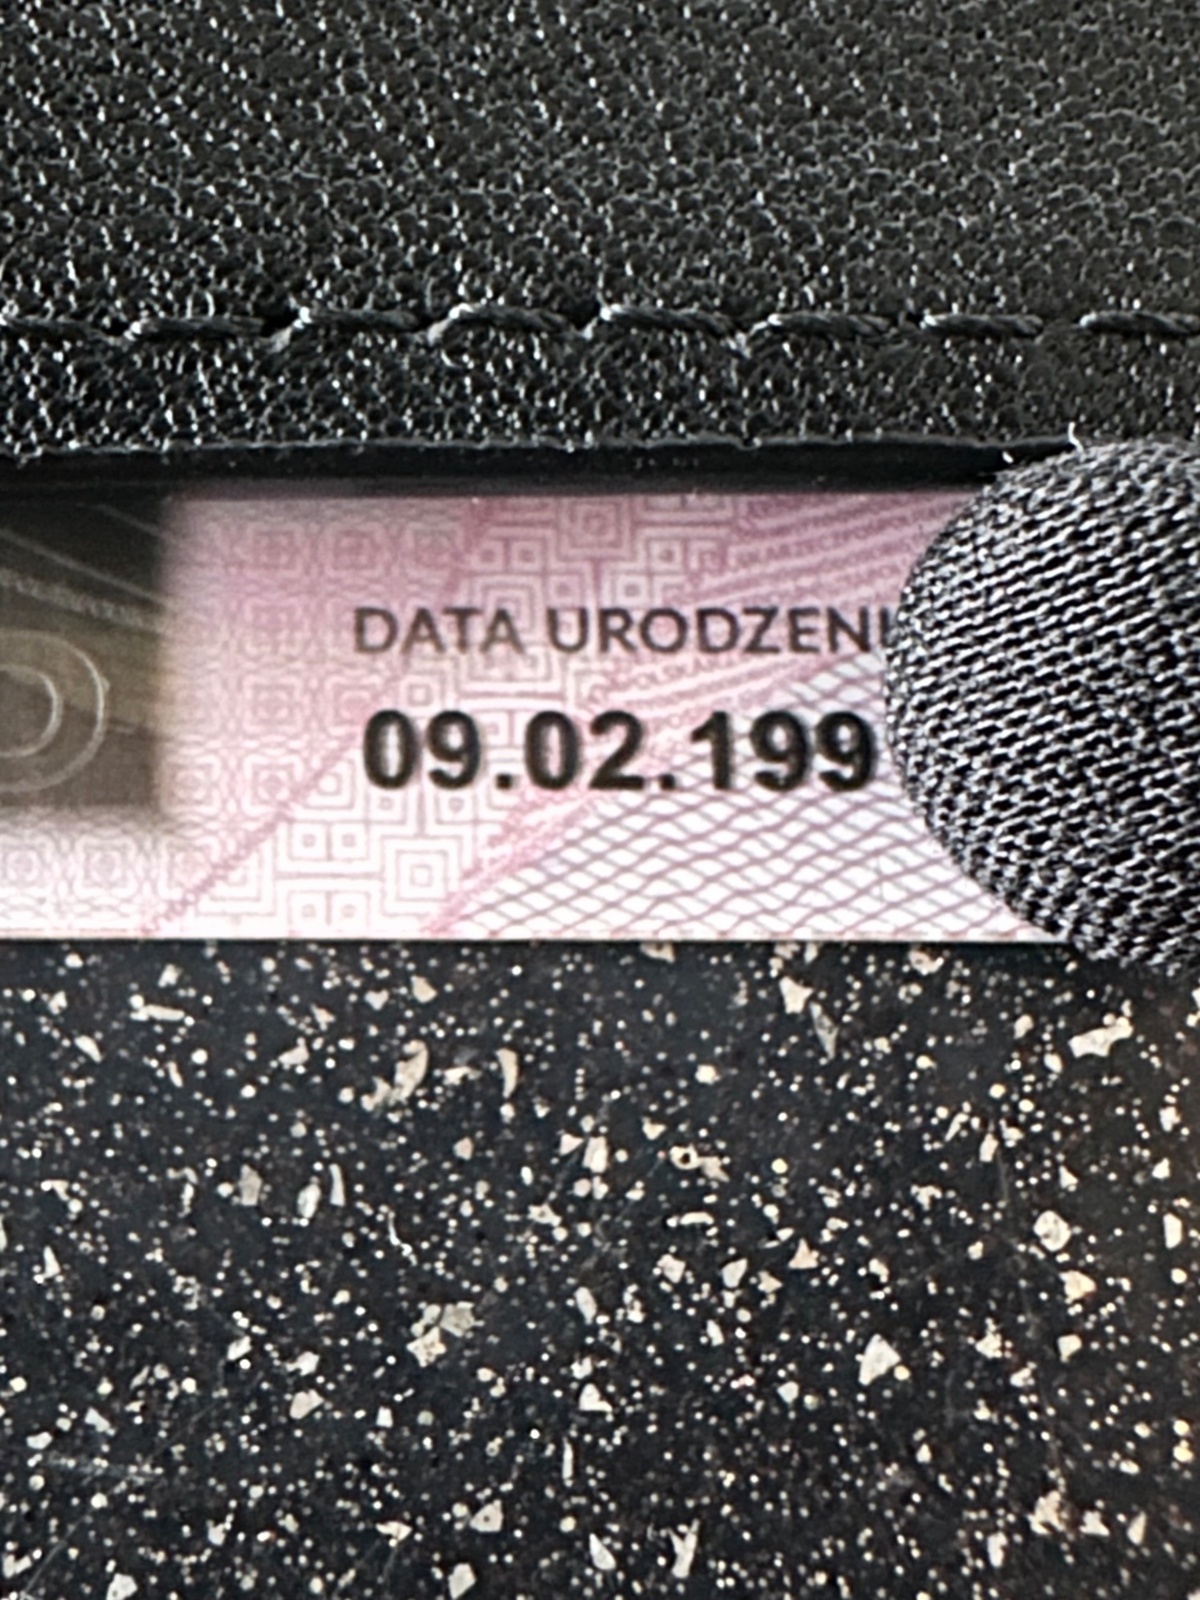 DATA URODZENI
09.02.199